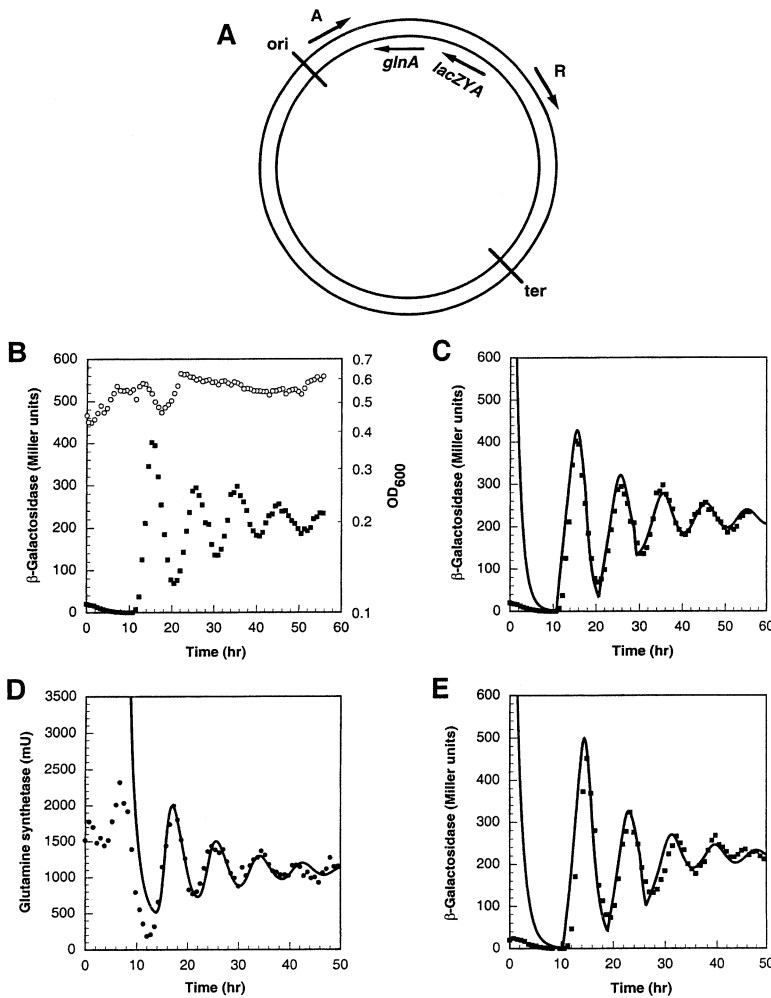 A
A
ori
glnA
lacZYA
R
ter
B
600
500
400
300
200
100
0
β-Galactosidase (Miller units)
0.7
0.6
0.5
0.4
0.3
0.2
0.1
OD600
0 10 20 30 40 50 60
Time (hr)
C
600
500
400
300
200
100
0
β-Galactosidase (Miller units)
0 10 20 30 40 50 60
Time (hr)
D
3500
3000
2500
2000
1500
1000
500
0
Glutamine synthetase (mU)
0 10 20 30 40 50
Time (hr)
E
600
500
400
300
200
100
0
β-Galactosidase (Miller units)
0 10 20 30 40 50
Time (hr)